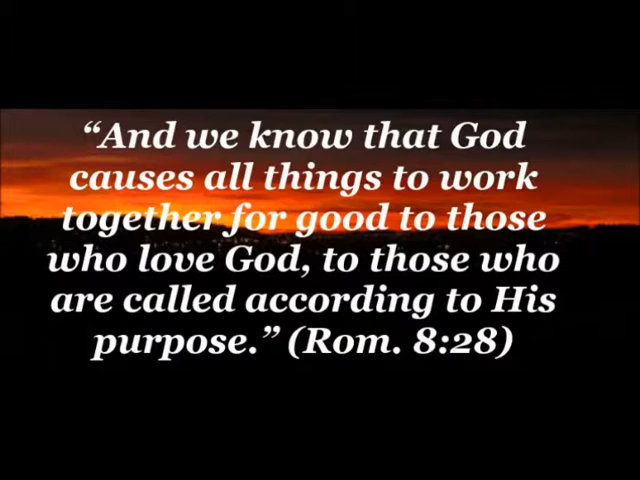 “And we know that God
causes all things to work
together for good to those
who love God, to those who
are called according to His
purpose.” (Rom. 8:28)